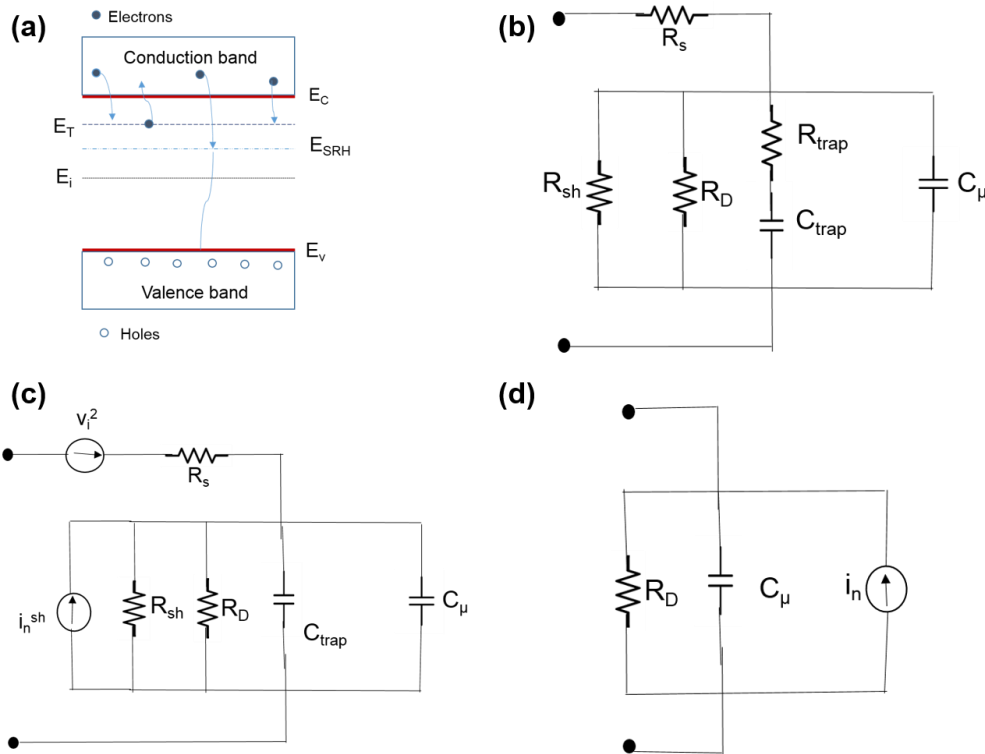 (a)
Electrons
Conduction band
E_C
E_T
E_SRH
E_i
E_v
Valence band
Holes
(b)
R_s
R_trap
R_sh
R_D
C_trap
C_µ
(c)
v_i^2
R_s
i_n^sh
R_sh
R_D
C_trap
C_µ
(d)
R_D
C_µ
i_n